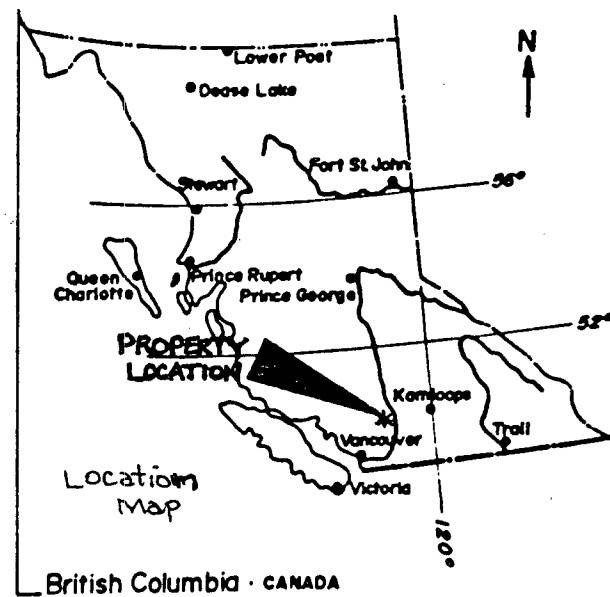 N
Lower Post
Dease Lake
Fort St. John
Stewart
56°
Queen
Charlotte
Prince Rupert
Prince George
52°
PROPERTY
LOCATION
Kamloops
Trail
Vancouver
Victoria
Location
Map
120°
British Columbia · CANADA